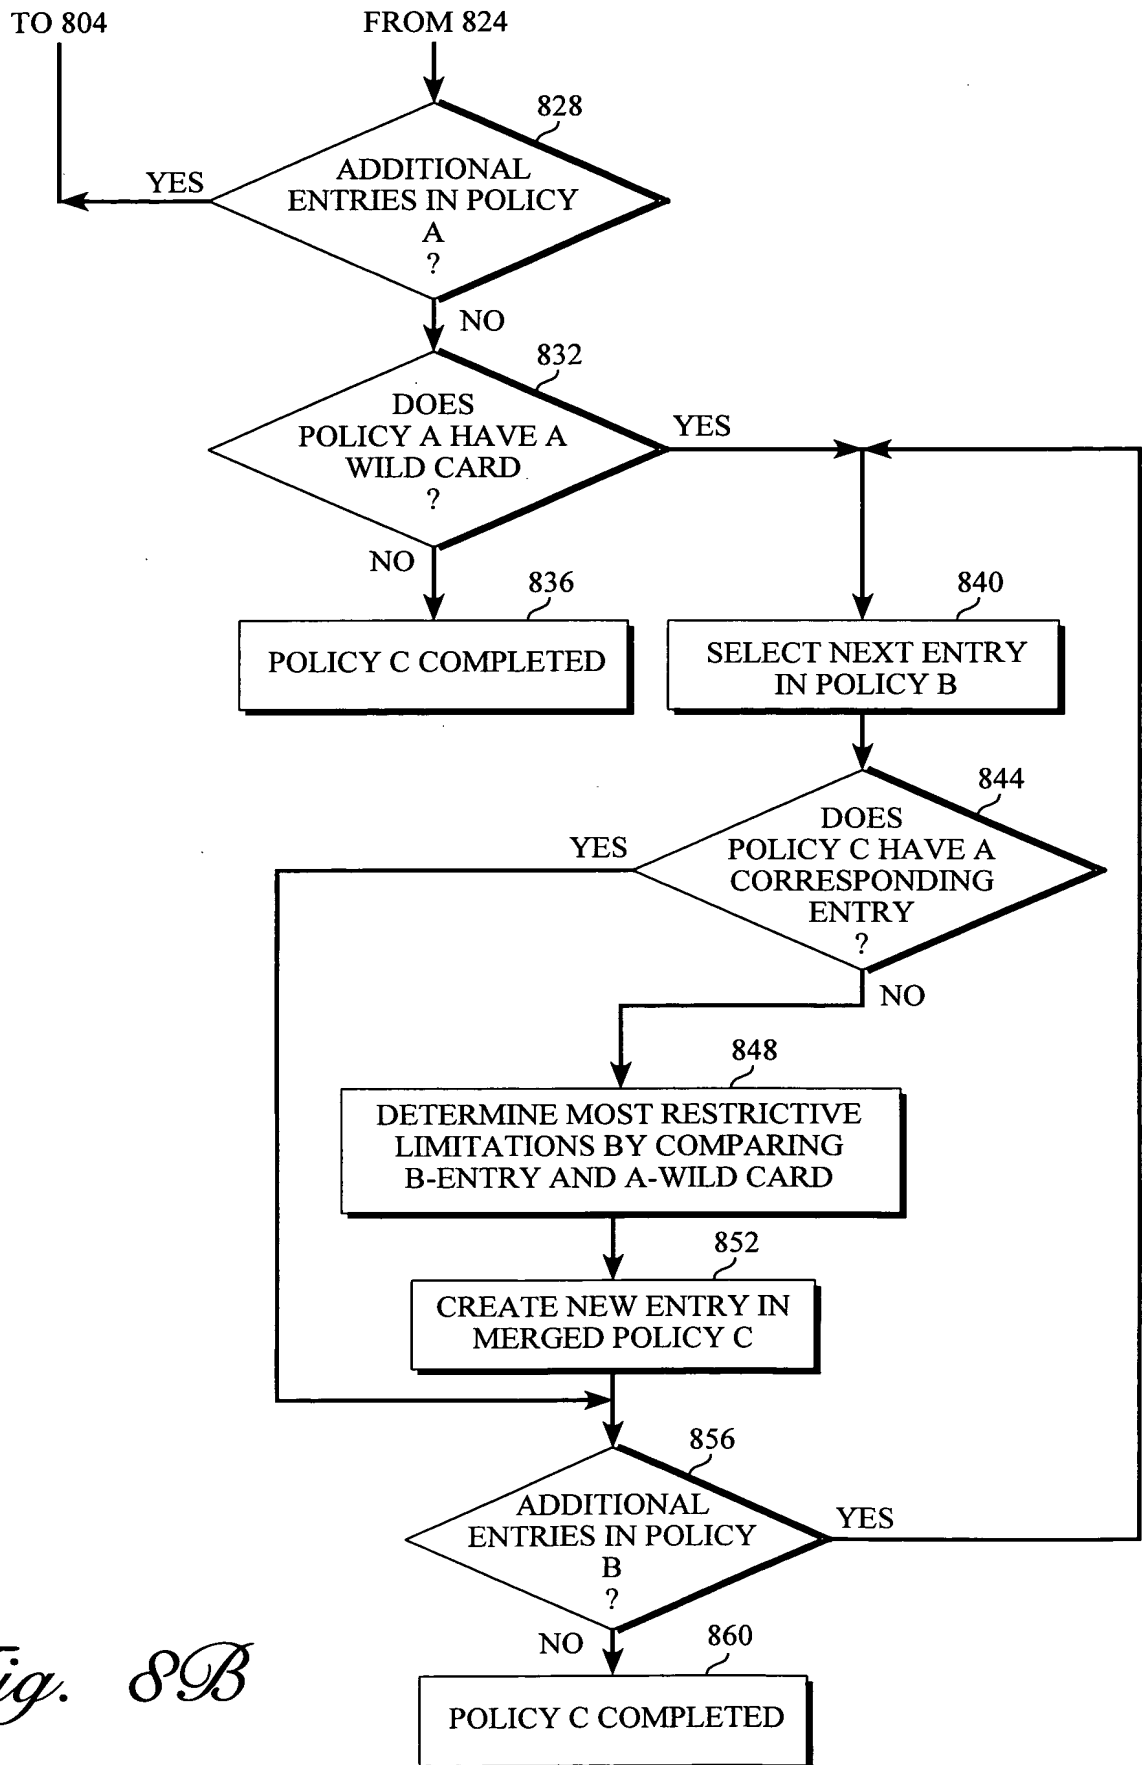 TO 804
FROM 824
828
ADDITIONAL
ENTRIES IN POLICY
A
?
YES
NO
832
DOES
POLICY A HAVE A
WILD CARD
?
YES
NO
836
POLICY C COMPLETED
840
SELECT NEXT ENTRY
IN POLICY B
844
DOES
POLICY C HAVE A
CORRESPONDING
ENTRY
?
YES
NO
848
DETERMINE MOST RESTRICTIVE
LIMITATIONS BY COMPARING
B-ENTRY AND A-WILD CARD
852
CREATE NEW ENTRY IN
MERGED POLICY C
856
ADDITIONAL
ENTRIES IN POLICY
B
?
YES
NO
860
POLICY C COMPLETED
ig. 8B